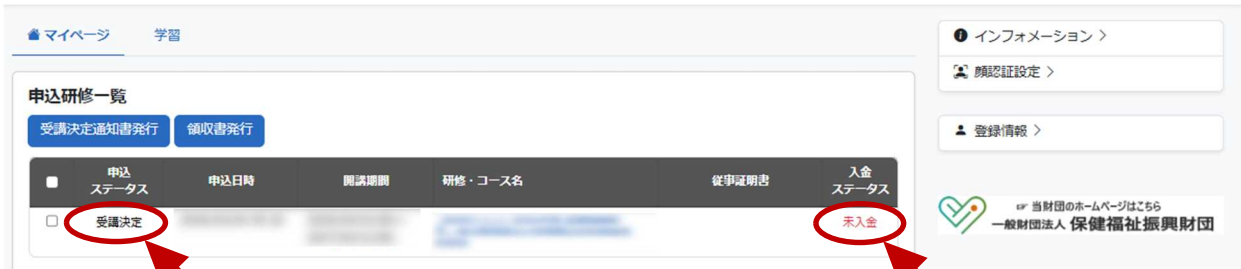 マイページ 学習
申込研修一覧
受講決定通知書発行 領収書発行
申込
ステータス
申込日時
開講期間
研修・コース名
従事証明書
入金
ステータス
受講決定
未入金
インフォメーション >
顔認証設定 >
登録情報 >
☞ 当財団のホームページはこちら
一般財団法人 保健福祉振興財団